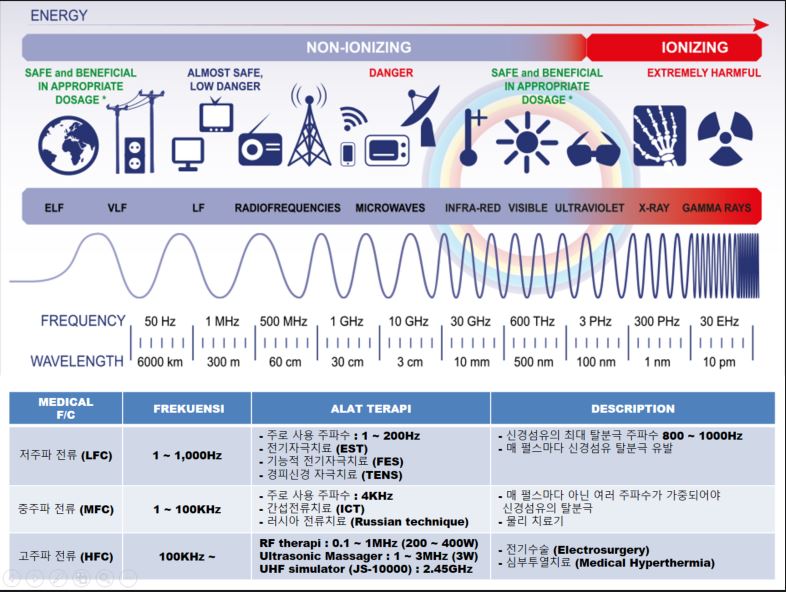 ENERGY
NON-IONIZING
IONIZING
SAFE and BENEFICIAL
IN APPROPRIATE
DOSAGE *
ALMOST SAFE,
LOW DANGER
DANGER
SAFE and BENEFICIAL
IN APPROPRIATE
DOSAGE *
EXTREMELY HARMFUL
ELF VLF LF RADIOFREQUENCIES MICROWAVES INFRA-RED VISIBLE ULTRAVIOLET X-RAY GAMMA RAYS
FREQUENCY 50 Hz 1 MHz 500 MHz 1 GHz 10 GHz 30 GHz 600 THz 3 PHz 300 PHz 30 EHz
WAVELENGTH 6000 km 300 m 60 cm 30 cm 3 cm 10 mm 500 nm 100 nm 1 nm 10 pm
MEDICAL
F/C
FREKUENSI
ALAT TERAPI
DESCRIPTION
저주파 전류 (LFC)
1 ~ 1,000Hz
- 주로 사용 주파수 : 1 ~ 200Hz
- 전기자극치료 (EST)
- 기능적 전기자극치료 (FES)
- 경피신경 자극치료 (TENS)
- 신경섬유의 최대 탈분극 주파수 800 ~ 1000Hz
- 매 펄스마다 신경섬유 탈분극 유발
중주파 전류 (MFC)
1 ~ 100KHz
- 주로 사용 주파수 : 4KHz
- 간섭전류치료 (ICT)
- 러시아 전류치료 (Russian technique)
- 매 펄스마다 아닌 여러 주파수가 가중되어야
신경섬유의 탈분극
- 물리 치료기
고주파 전류 (HFC)
100KHz ~
RF therapi : 0.1 ~ 1MHz (200 ~ 400W)
Ultrasonic Massager : 1 ~ 3MHz (3W)
UHF simulator (JS-10000) : 2.45GHz
- 전기수술 (Electrosurgery)
- 심부투열치료 (Medical Hyperthermia)